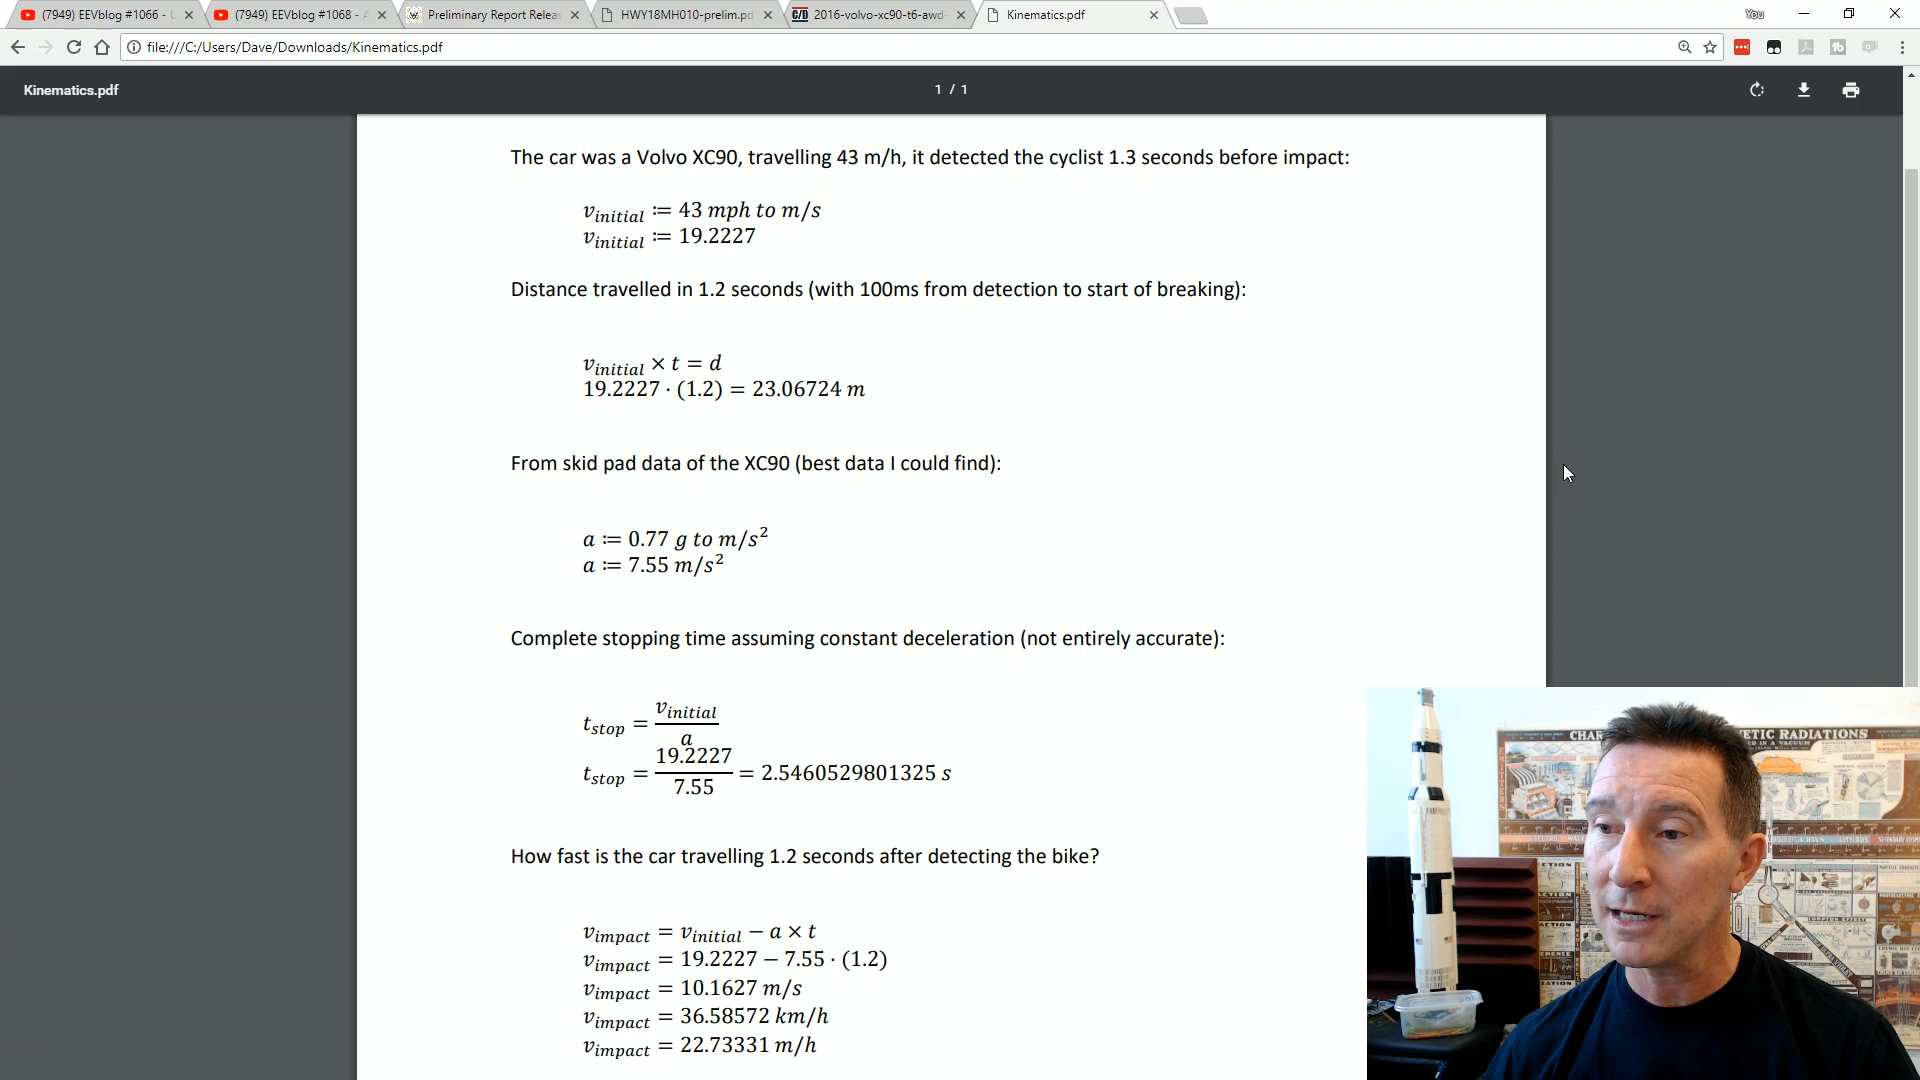 (7949) EEVblog #1066 - U
(7949) EEVblog #1068 - A
Preliminary Report Releas
HWY18MH010-prelim.pd
C/D 2016-volvo-xc90-t6-awd-
Kinematics.pdf
You
file:///C:/Users/Dave/Downloads/Kinematics.pdf
Kinematics.pdf
1 / 1
The car was a Volvo XC90, travelling 43 m/h, it detected the cyclist 1.3 seconds before impact:
v_initial := 43 mph to m/s
v_initial := 19.2227
Distance travelled in 1.2 seconds (with 100ms from detection to start of breaking):
v_initial × t = d
19.2227 · (1.2) = 23.06724 m
From skid pad data of the XC90 (best data I could find):
a := 0.77 g to m/s²
a := 7.55 m/s²
Complete stopping time assuming constant deceleration (not entirely accurate):
t_stop = v_initial / a
t_stop = 19.2227 / 7.55 = 2.5460529801325 s
How fast is the car travelling 1.2 seconds after detecting the bike?
v_impact = v_initial − a × t
v_impact = 19.2227 − 7.55 · (1.2)
v_impact = 10.1627 m/s
v_impact = 36.58572 km/h
v_impact = 22.73331 m/h
CHAR
ETIC RADIATIONS